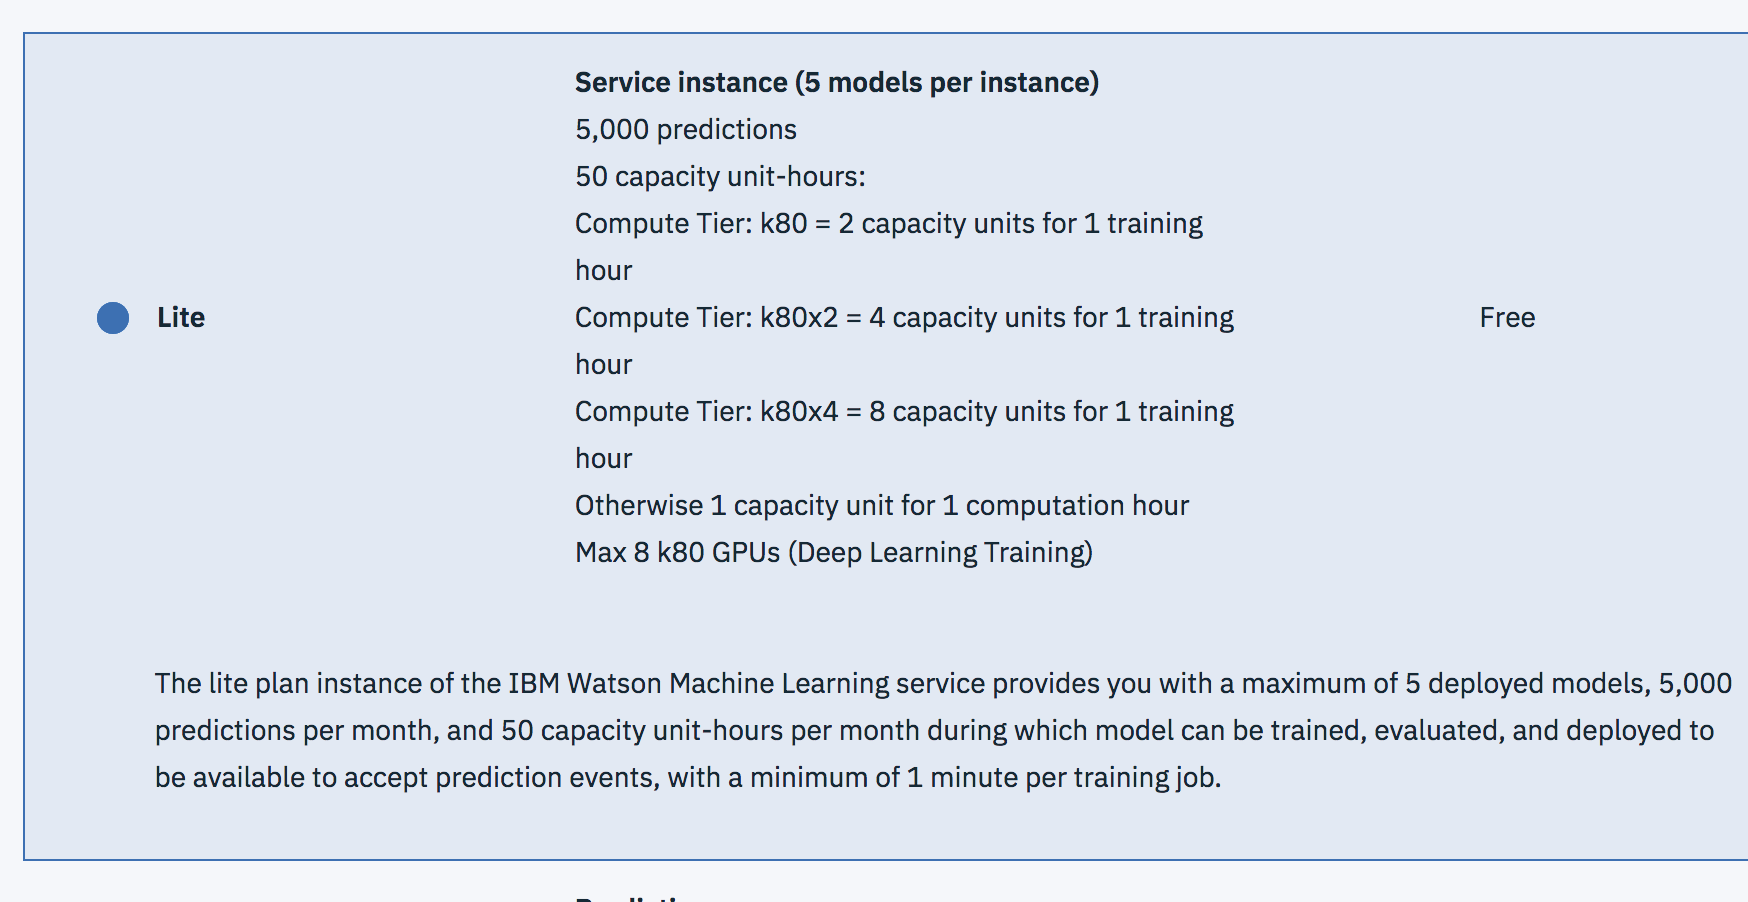 Service instance (5 models per instance)
5,000 predictions
50 capacity unit-hours:
Compute Tier: k80 = 2 capacity units for 1 training
hour
Lite
Compute Tier: k80x2 = 4 capacity units for 1 training
Free
hour
Compute Tier: k80x4 = 8 capacity units for 1 training
hour
Otherwise 1 capacity unit for 1 computation hour
Max 8 k80 GPUs (Deep Learning Training)
The lite plan instance of the IBM Watson Machine Learning service provides you with a maximum of 5 deployed models, 5,000
predictions per month, and 50 capacity unit-hours per month during which model can be trained, evaluated, and deployed to
be available to accept prediction events, with a minimum of 1 minute per training job.